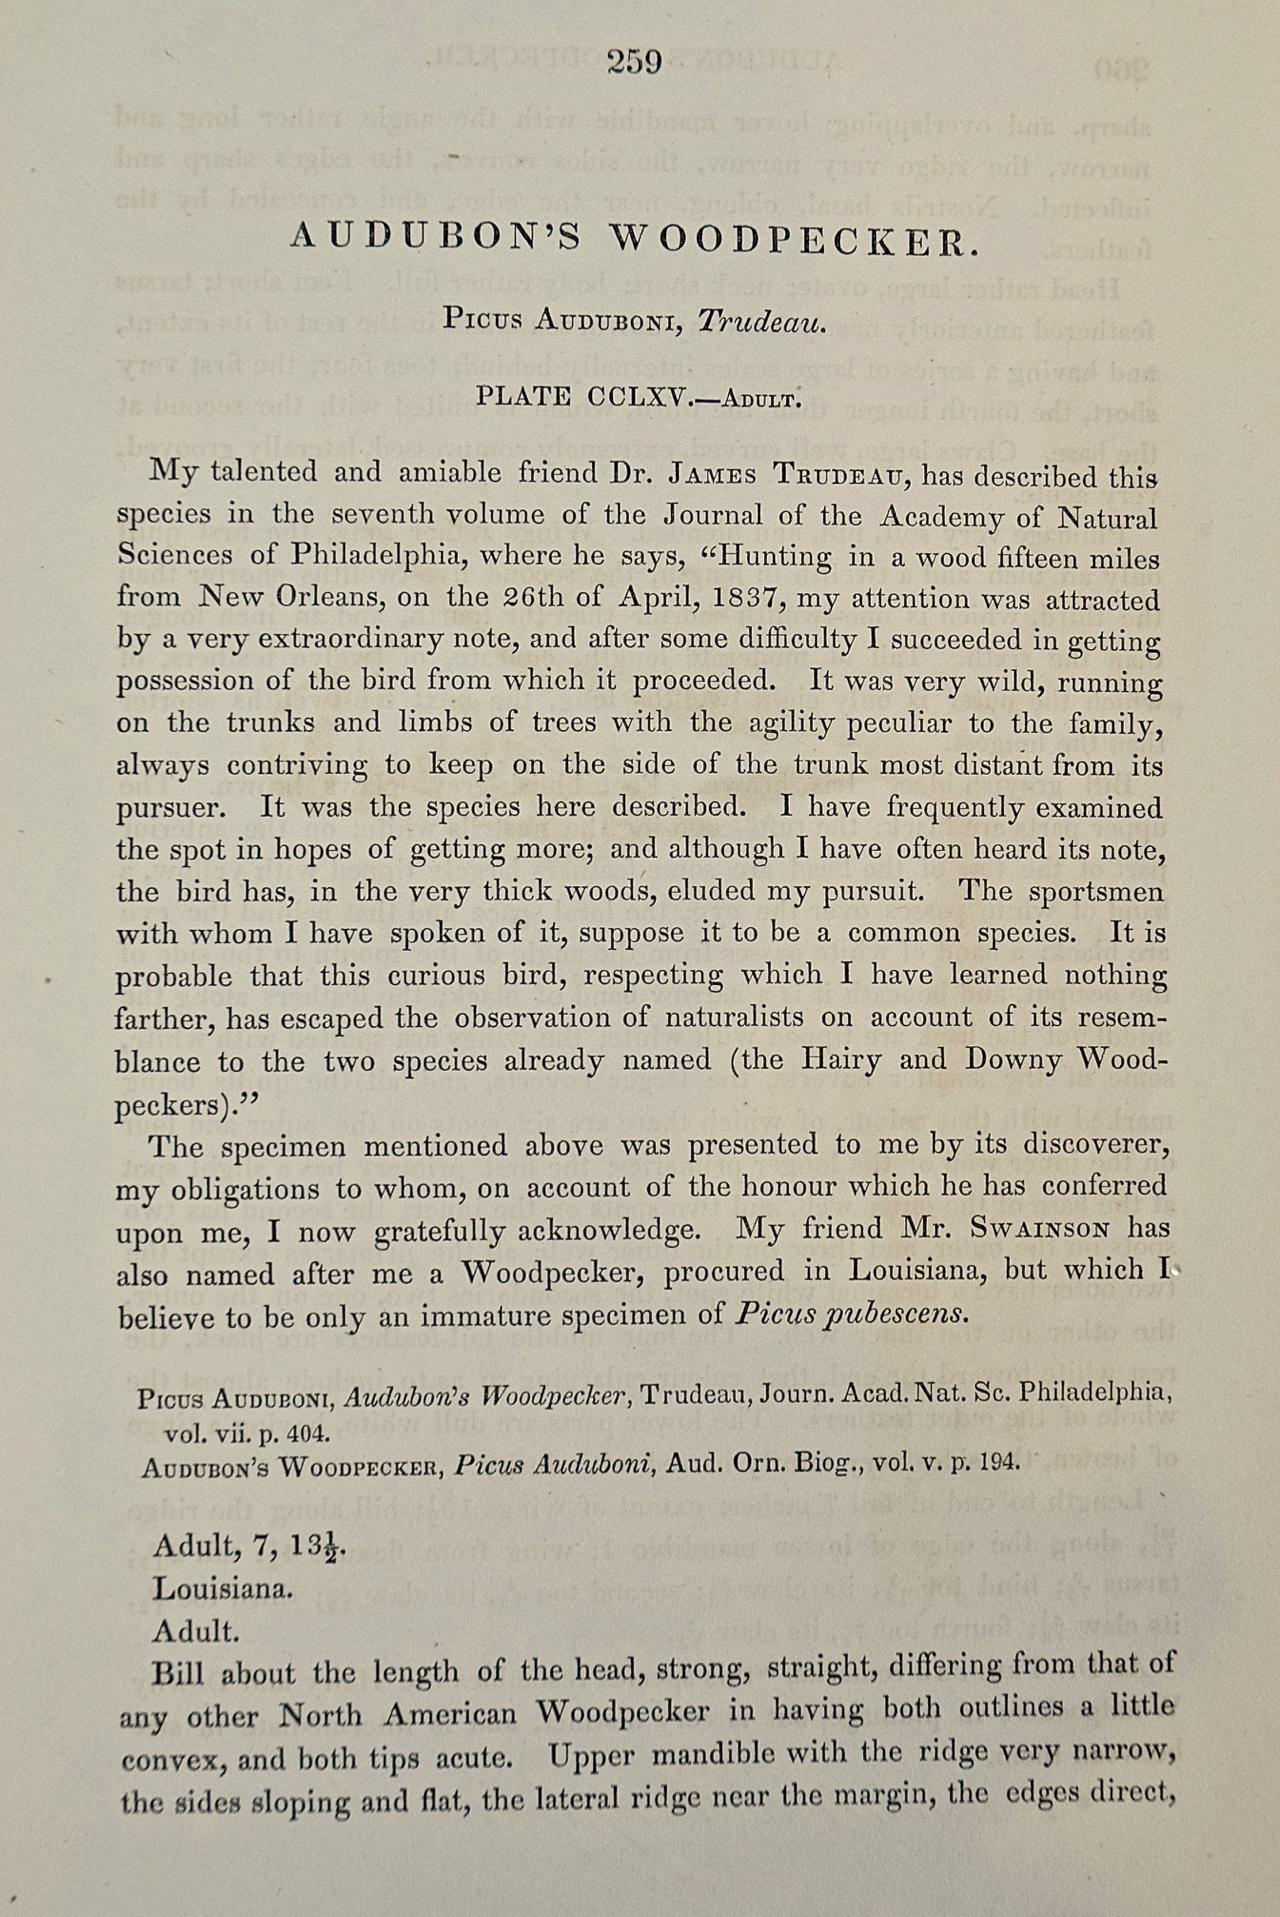 259
AUDUBON'S WOODPECKER.
PICUS AUDUBONI, Trudeau.
PLATE CCLXV.—ADULT.
My talented and amiable friend Dr. JAMES TRUDEAU, has described this
species in the seventh volume of the Journal of the Academy of Natural
Sciences of Philadelphia, where he says, “Hunting in a wood fifteen miles
from New Orleans, on the 26th of April, 1837, my attention was attracted
by a very extraordinary note, and after some difficulty I succeeded in getting
possession of the bird from which it proceeded. It was very wild, running
on the trunks and limbs of trees with the agility peculiar to the family,
always contriving to keep on the side of the trunk most distant from its
pursuer. It was the species here described. I have frequently examined
the spot in hopes of getting more; and although I have often heard its note,
the bird has, in the very thick woods, eluded my pursuit. The sportsmen
with whom I have spoken of it, suppose it to be a common species. It is
probable that this curious bird, respecting which I have learned nothing
farther, has escaped the observation of naturalists on account of its resem-
blance to the two species already named (the Hairy and Downy Wood-
peckers).”
The specimen mentioned above was presented to me by its discoverer,
my obligations to whom, on account of the honour which he has conferred
upon me, I now gratefully acknowledge. My friend Mr. SWAINSON has
also named after me a Woodpecker, procured in Louisiana, but which I
believe to be only an immature specimen of Picus pubescens.
PICUS AUDUBONI, Audubon's Woodpecker, Trudeau, Journ. Acad. Nat. Sc. Philadelphia,
vol. vii. p. 404.
AUDUBON'S WOODPECKER, Picus Auduboni, Aud. Orn. Biog., vol. v. p. 194.
Adult, 7, 13½.
Louisiana.
Adult.
Bill about the length of the head, strong, straight, differing from that of
any other North American Woodpecker in having both outlines a little
convex, and both tips acute. Upper mandible with the ridge very narrow,
the sides sloping and flat, the lateral ridge near the margin, the edges direct,